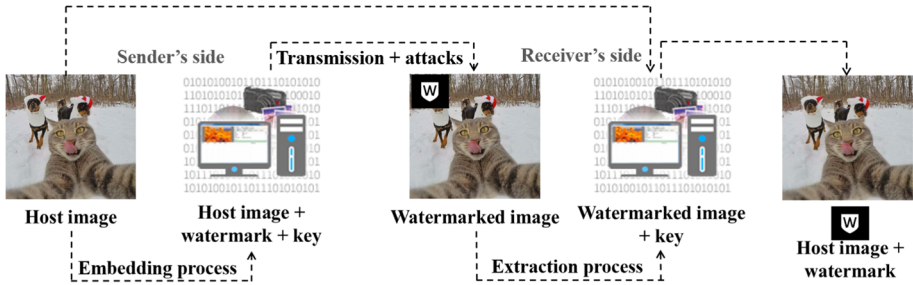 Sender's side
Transmission + attacks
Receiver's side
W
W
Host image
Host image +
watermark + key
Watermarked image
Watermarked image
+ key
Host image +
watermark
Embedding process
Extraction process